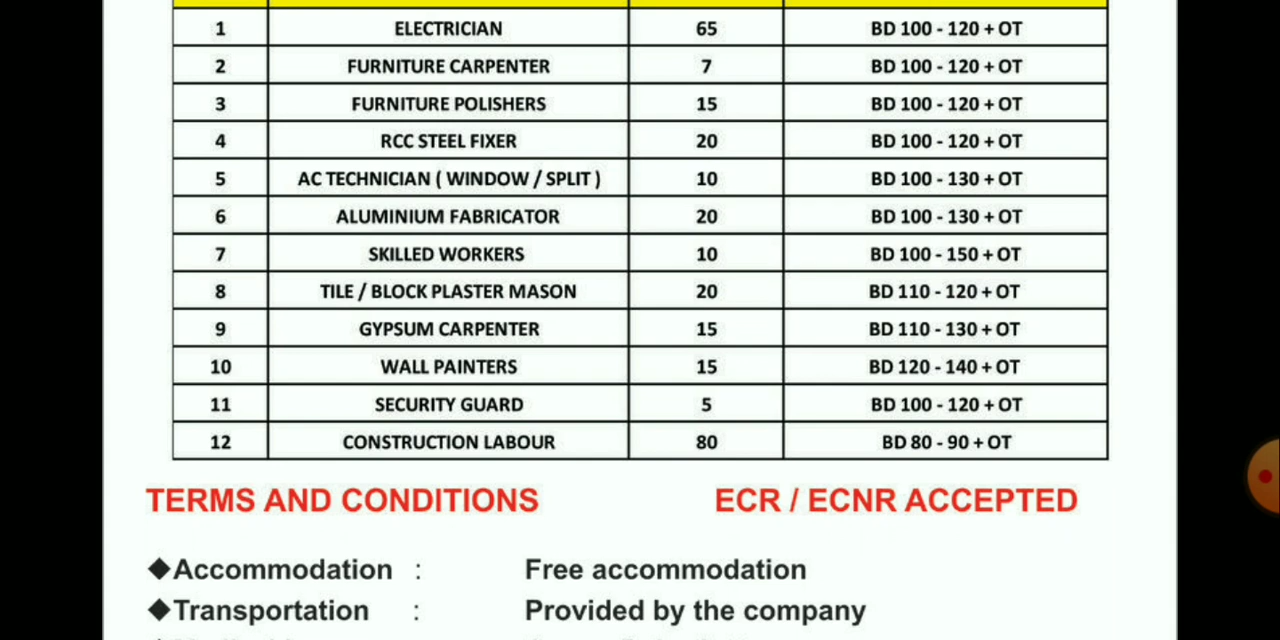 1 ELECTRICIAN 65 BD 100 - 120 + OT
2 FURNITURE CARPENTER 7 BD 100 - 120 + OT
3 FURNITURE POLISHERS 15 BD 100 - 120 + OT
4 RCC STEEL FIXER 20 BD 100 - 120 + OT
5 AC TECHNICIAN ( WINDOW / SPLIT ) 10 BD 100 - 130 + OT
6 ALUMINIUM FABRICATOR 20 BD 100 - 130 + OT
7 SKILLED WORKERS 10 BD 100 - 150 + OT
8 TILE / BLOCK PLASTER MASON 20 BD 110 - 120 + OT
9 GYPSUM CARPENTER 15 BD 110 - 130 + OT
10 WALL PAINTERS 15 BD 120 - 140 + OT
11 SECURITY GUARD 5 BD 100 - 120 + OT
12 CONSTRUCTION LABOUR 80 BD 80 - 90 + OT
TERMS AND CONDITIONS ECR / ECNR ACCEPTED
◆Accommodation : Free accommodation
◆Transportation : Provided by the company